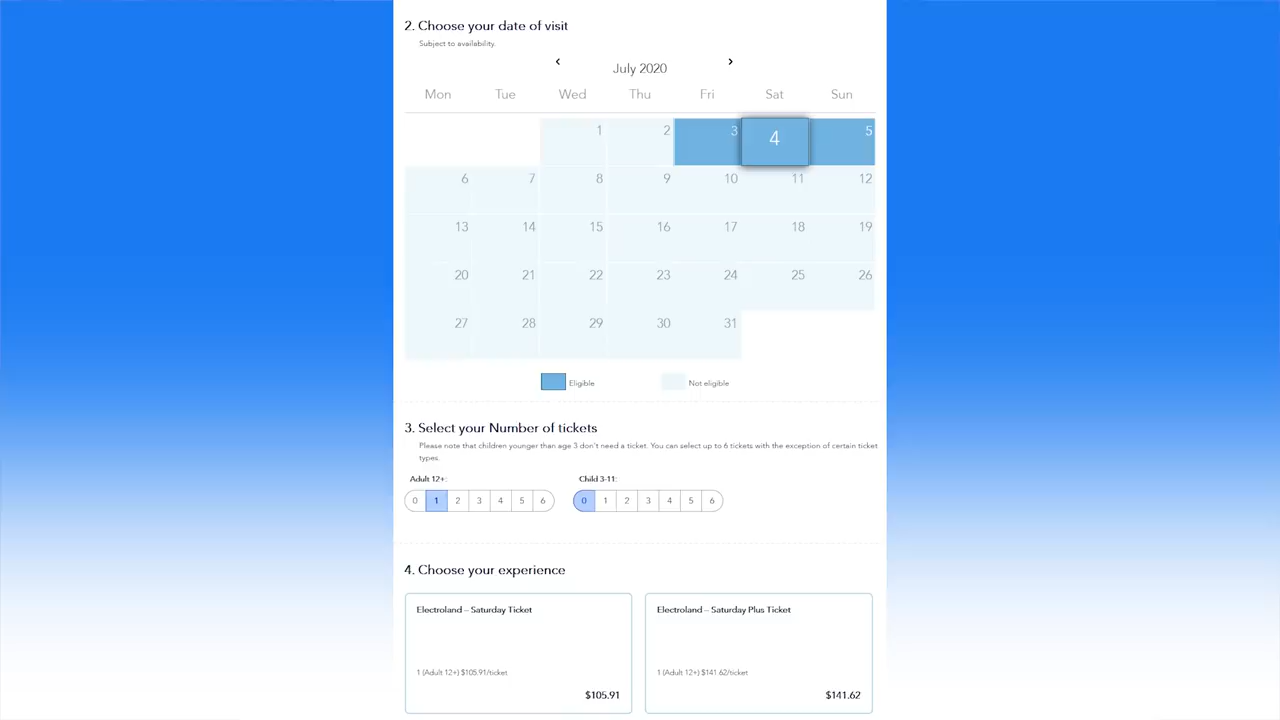 2. Choose your date of visit
Subject to availability.
‹ July 2020 ›
Mon Tue Wed Thu Fri Sat Sun
1 2 3 4 5
6 7 8 9 10 11 12
13 14 15 16 17 18 19
20 21 22 23 24 25 26
27 28 29 30 31
Eligible Not eligible
3. Select your Number of tickets
Please note that children younger than age 3 don't need a ticket. You can select up to 6 tickets with the exception of certain ticket
types.
Adult 12+: Child 3-11:
0 1 2 3 4 5 6 0 1 2 3 4 5 6
4. Choose your experience
Electroland – Saturday Ticket
1 (Adult 12+) $105.91/ticket
$105.91
Electroland – Saturday Plus Ticket
1 (Adult 12+) $141.62/ticket
$141.62